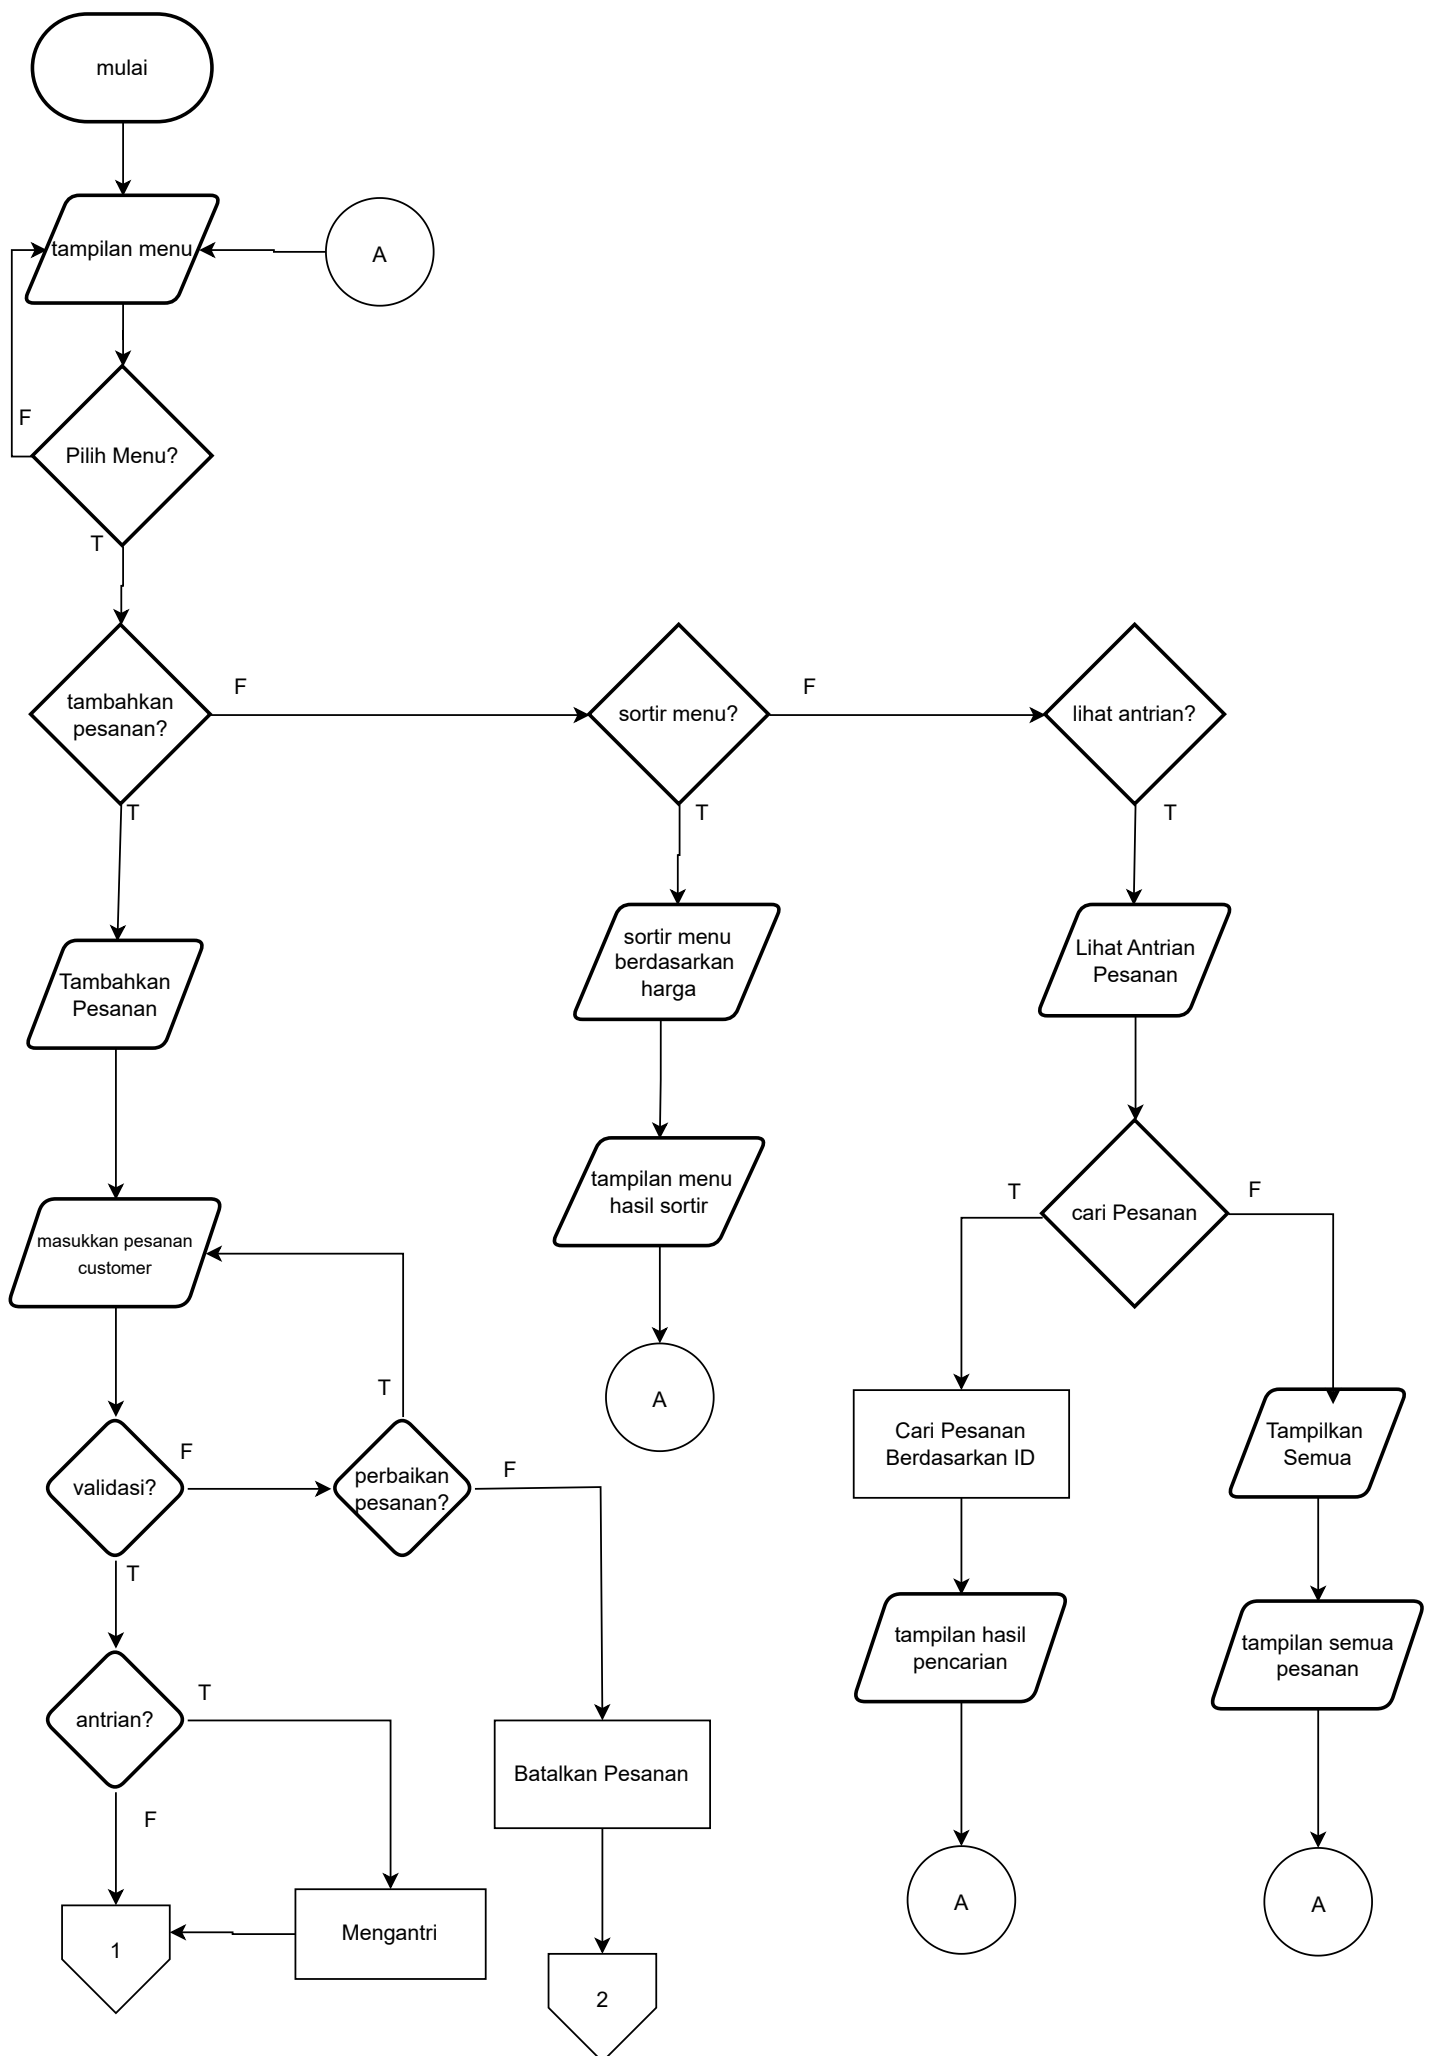 mulai
tampilan menu
A
F
Pilih Menu?
T
tambahkan
pesanan?
F
sortir menu?
F
lihat antrian?
T
T
T
Tambahkan
Pesanan
sortir menu
berdasarkan
harga
Lihat Antrian
Pesanan
masukkan pesanan
customer
tampilan menu
hasil sortir
T
cari Pesanan
F
A
T
validasi?
F
perbaikan
pesanan?
F
Cari Pesanan
Berdasarkan ID
Tampilkan
Semua
T
antrian?
T
tampilan hasil
pencarian
tampilan semua
pesanan
Batalkan Pesanan
F
Mengantri
1
2
A
A